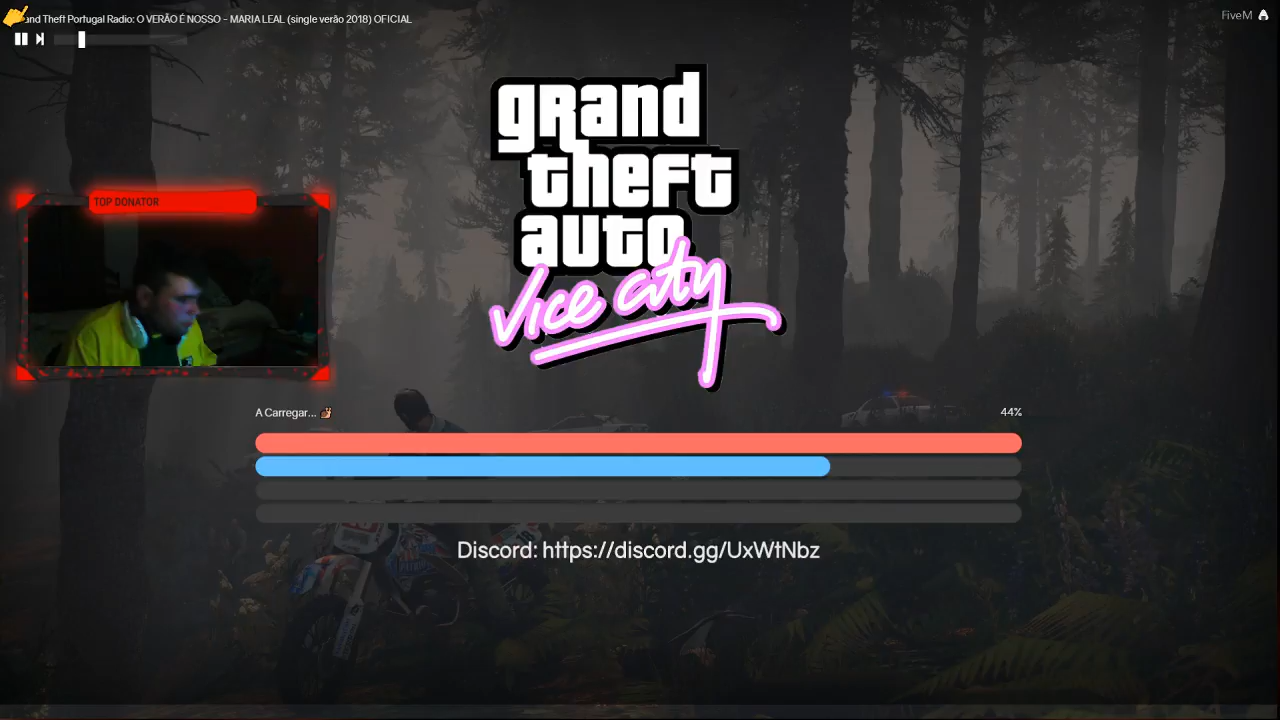 and Theft Portugal Radio: O VERÃO É NOSSO - MARIA LEAL (single verão 2018) OFICIAL
FiveM
grand
theft
auto
Vice City
TOP DONATOR
A Carregar...
44%
Discord: https://discord.gg/UxWtNbz